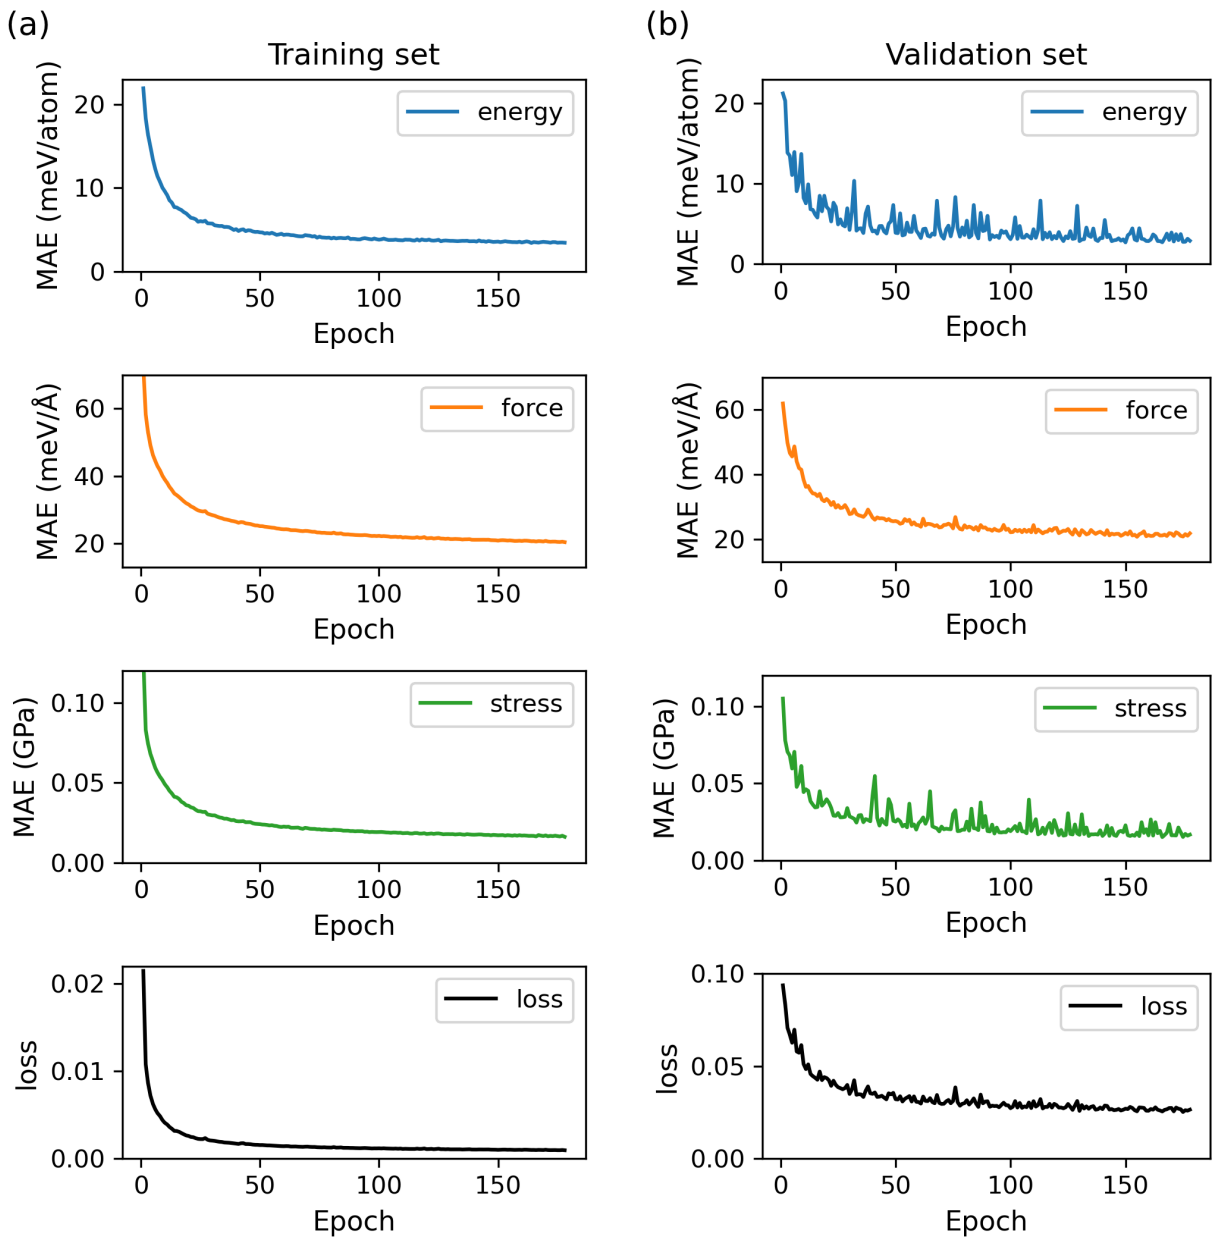 (a)
Training set
MAE (meV/atom)
20
10
0
energy
0 50 100 150
Epoch
MAE (meV/Å)
60
40
20
force
0 50 100 150
Epoch
MAE (GPa)
0.10
0.05
0.00
stress
0 50 100 150
Epoch
loss
0.02
0.01
0.00
loss
0 50 100 150
Epoch
(b)
Validation set
MAE (meV/atom)
20
10
0
energy
0 50 100 150
Epoch
MAE (meV/Å)
60
40
20
force
0 50 100 150
Epoch
MAE (GPa)
0.10
0.05
0.00
stress
0 50 100 150
Epoch
loss
0.10
0.05
0.00
loss
0 50 100 150
Epoch